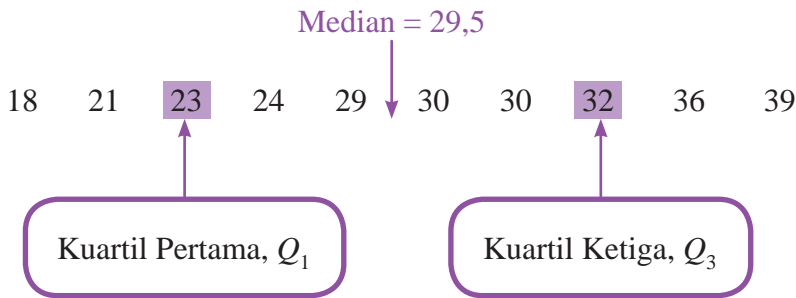 Median = 29,5
18 21 23 24 29 30 30 32 36 39
Kuartil Pertama, Q₁
Kuartil Ketiga, Q₃